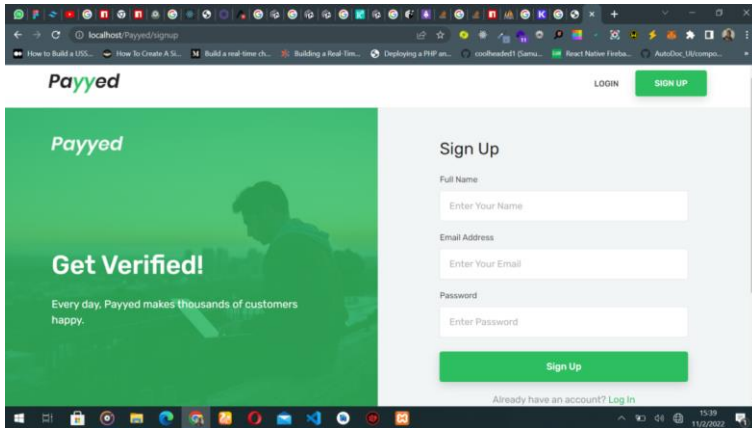 localhost/Payyed/signup
How to Build a USS...
How To Create A Si...
Build a real-time ch...
Building a Real-Tim...
Deploying a PHP an...
coolheaded1 (Samu...
React Native Fireba...
AutoDoc_UI/compo...
Payyed
LOGIN
SIGN UP
Payyed
Get Verified!
Every day, Payyed makes thousands of customers
happy.
Sign Up
Full Name
Enter Your Name
Email Address
Enter Your Email
Password
Enter Password
Sign Up
Already have an account? Log In
15:39
11/2/2022